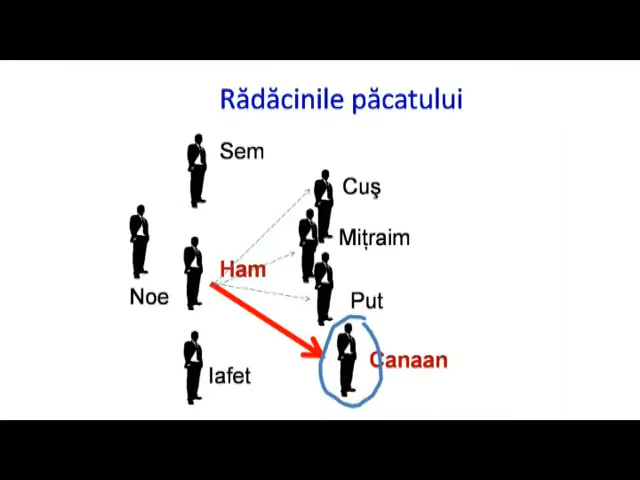 Rădăcinile păcatului
Sem
Cuş
Mițraim
Ham
Noe
Put
Canaan
Iafet